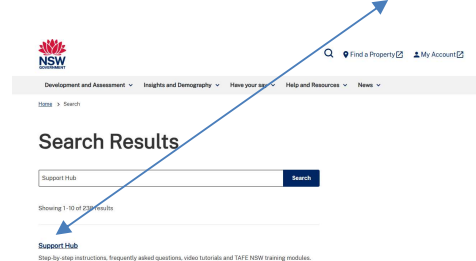 NSW
GOVERNMENT
Find a Property
My Account
Development and Assessment
Insights and Demography
Have your say
Help and Resources
News
Home > Search
Search Results
Support Hub
Search
Showing 1-10 of 238 results
Support Hub
Step-by-step instructions, frequently asked questions, video tutorials and TAFE NSW training modules.